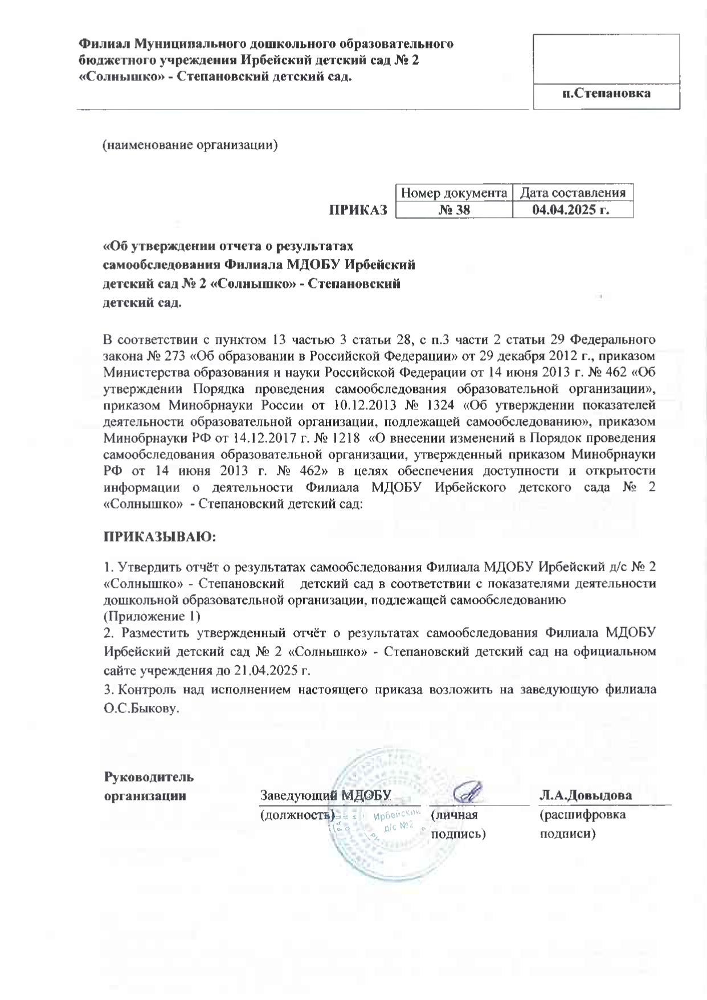 Филиал Муниципального дошкольного образовательного
бюджетного учреждения Ирбейский детский сад № 2
«Солнышко» - Степановский детский сад.
п.Степановка
(наименование организации)
Номер документа Дата составления
ПРИКАЗ № 38 04.04.2025 г.
«Об утверждении отчета о результатах
самообследования Филиала МДОБУ Ирбейский
детский сад № 2 «Солнышко» - Степановский
детский сад.
В соответствии с пунктом 13 частью 3 статьи 28, с п.3 части 2 статьи 29 Федерального
закона № 273 «Об образовании в Российской Федерации» от 29 декабря 2012 г., приказом
Министерства образования и науки Российской Федерации от 14 июня 2013 г. № 462 «Об
утверждении Порядка проведения самообследования образовательной организации»,
приказом Минобрнауки России от 10.12.2013 № 1324 «Об утверждении показателей
деятельности образовательной организации, подлежащей самообследованию», приказом
Минобрнауки РФ от 14.12.2017 г. № 1218 «О внесении изменений в Порядок проведения
самообследования образовательной организации, утвержденный приказом Минобрнауки
РФ от 14 июня 2013 г. № 462» в целях обеспечения доступности и открытости
информации о деятельности Филиала МДОБУ Ирбейского детского сада № 2
«Солнышко» - Степановский детский сад:
ПРИКАЗЫВАЮ:
1. Утвердить отчёт о результатах самообследования Филиала МДОБУ Ирбейский д/с № 2
«Солнышко» - Степановский детский сад в соответствии с показателями деятельности
дошкольной образовательной организации, подлежащей самообследованию
(Приложение 1)
2. Разместить утвержденный отчёт о результатах самообследования Филиала МДОБУ
Ирбейский детский сад № 2 «Солнышко» - Степановский детский сад на официальном
сайте учреждения до 21.04.2025 г.
3. Контроль над исполнением настоящего приказа возложить на заведующую филиала
О.С.Быкову.
Руководитель
организации Заведующий МДОБУ Л.А.Довыдова
(должность) (личная (расшифровка
подпись) подписи)
Ирбейский
д/с №2